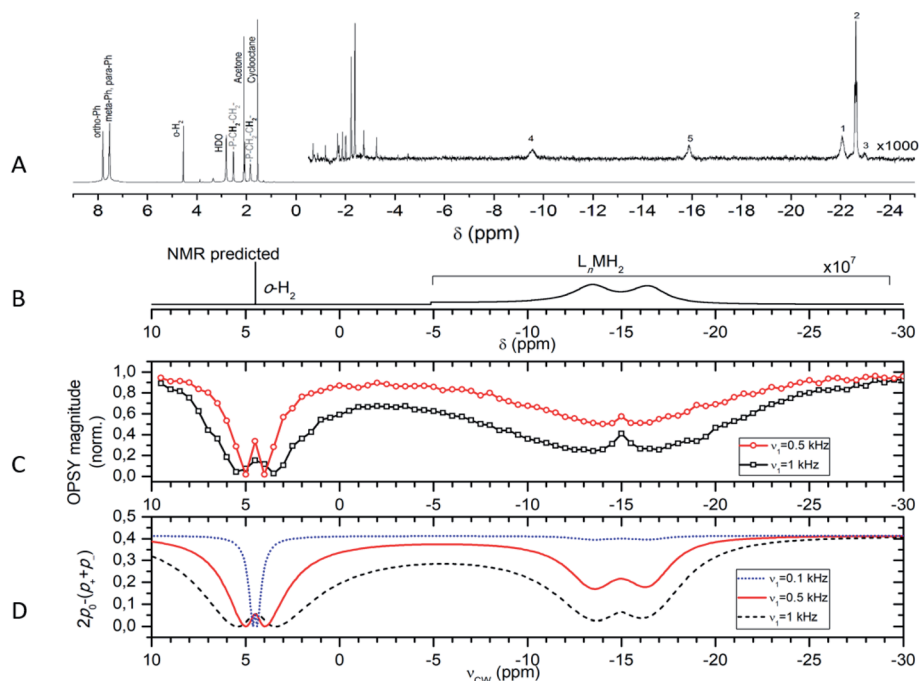 A
ortho-Ph
meta-Ph, para-Ph
o-H2
HDO
-P-CH2-CH2-
Acetone
-P-CH2-CH2-
Cyclooctane
4
5
1
2
3
x1000
9 8 6 4 2 0 -2 -4 -6 -8 -10 -12 -14 -16 -18 -20 -22 -24
δ (ppm)
B
NMR predicted
o-H2
LnMH2
x10^7
10 5 0 -5 -10 -15 -20 -25 -30
δ (ppm)
C
OPSY magnitude
(norm.)
1,0
0,8
0,6
0,4
0,2
0,0
ν1=0.5 kHz
ν1=1 kHz
10 5 0 -5 -10 -15 -20 -25 -30
D
2p0-(p++p-)
0,5
0,4
0,3
0,2
0,1
0,0
ν1=0.1 kHz
ν1=0.5 kHz
ν1=1 kHz
10 5 0 -5 -10 -15 -20 -25 -30
νCW (ppm)